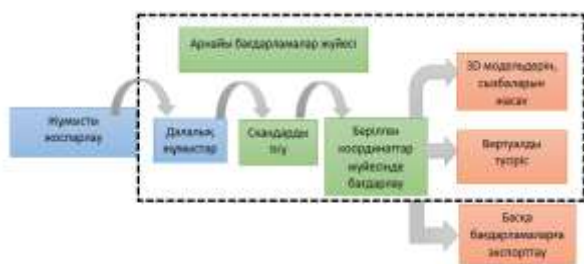 Арнайы бағдарламалар жүйесі
Жұмысты
жоспарлау
Далалық
жұмыстар
Скандарды
тігу
Берілген
координаттар
жүйесінде
бағдарлау
3D модельдерін,
сызбаларын
жасау
Виртуалды
түсіріс
Басқа
бағдарламаларға
экспорттау